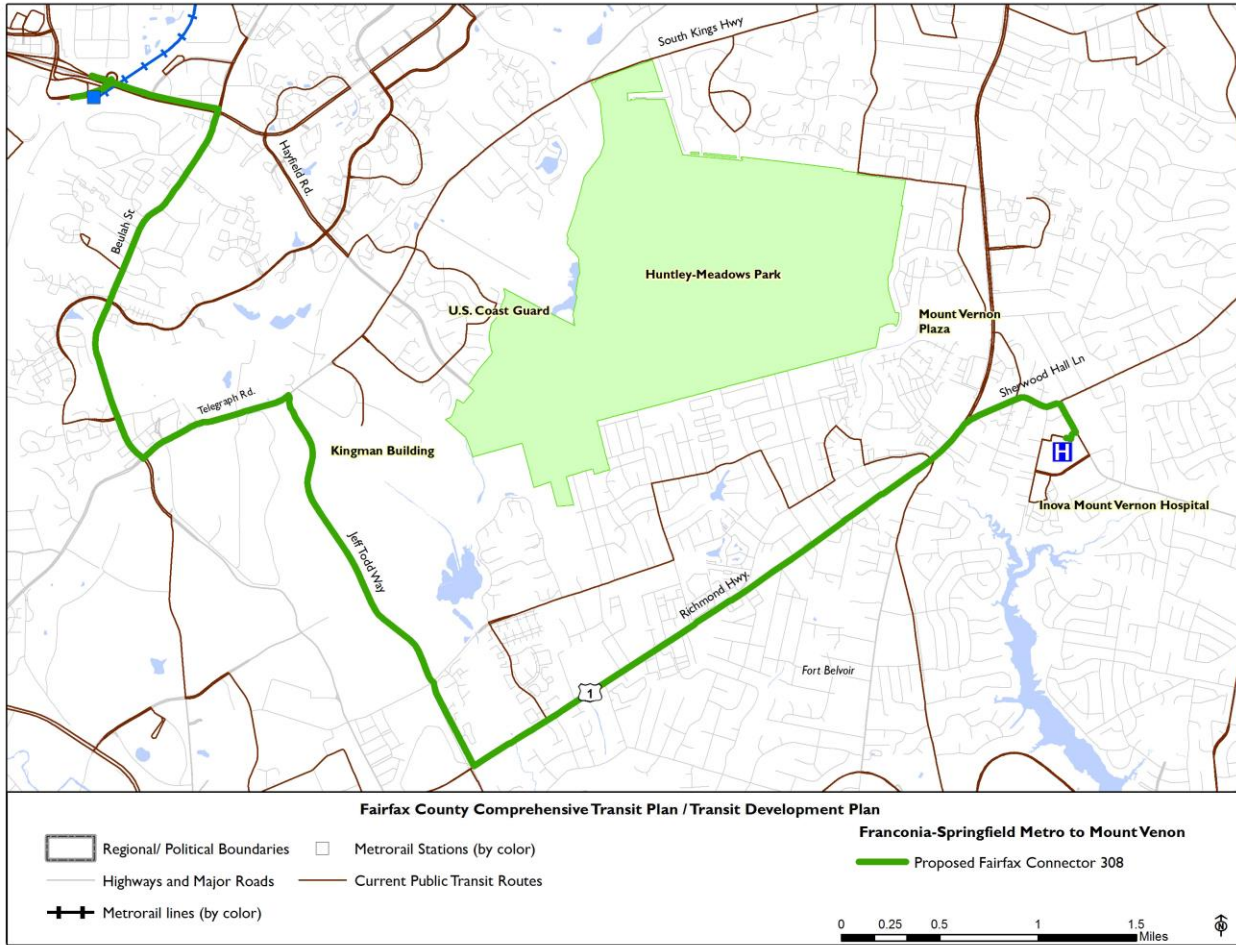 South Kings Hwy
Hayfield Rd.
Beulah St
Huntley-Meadows Park
U.S. Coast Guard
Mount Vernon
Plaza
Sherwood Hall Ln
Telegraph Rd.
Kingman Building
H
Inova Mount Vernon Hospital
Jeff Todd Way
Richmond Hwy.
Fort Belvoir
1
Fairfax County Comprehensive Transit Plan / Transit Development Plan
Regional/ Political Boundaries
Metrorail Stations (by color)
Highways and Major Roads
Current Public Transit Routes
Metrorail lines (by color)
Franconia-Springfield Metro to Mount Venon
Proposed Fairfax Connector 308
0 0.25 0.5 1 1.5
Miles
N